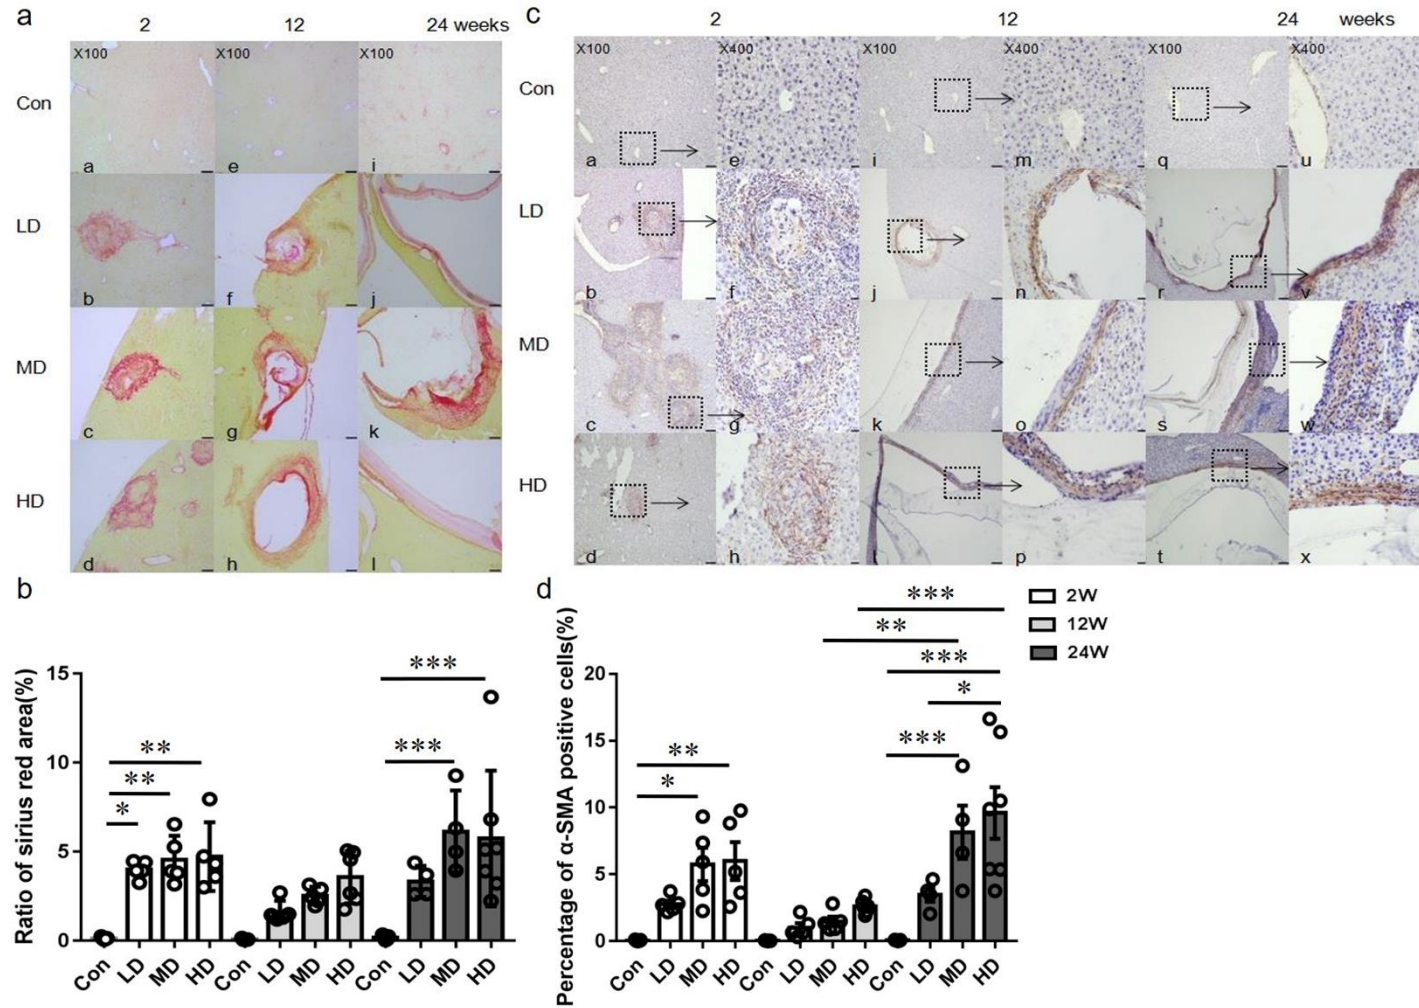 a
2 12 24 weeks
X100 X100 X100
Con
a e i
LD
b f j
MD
c g k
HD
d h l
c
2 12 24 weeks
X100 X400 X100 X400 X100 X400
Con
a e i m q u
LD
b f j n r v
MD
c g k o s w
HD
d h l p t x
b
Ratio of sirius red area(%)
15
10
5
0
* ** ** *** ***
Con LD MD HD Con LD MD HD Con LD MD HD
d
Percentage of α-SMA positive cells(%)
20
15
10
5
0
* ** *** * *** ** ***
Con LD MD HD Con LD MD HD Con LD MD HD
2W
12W
24W